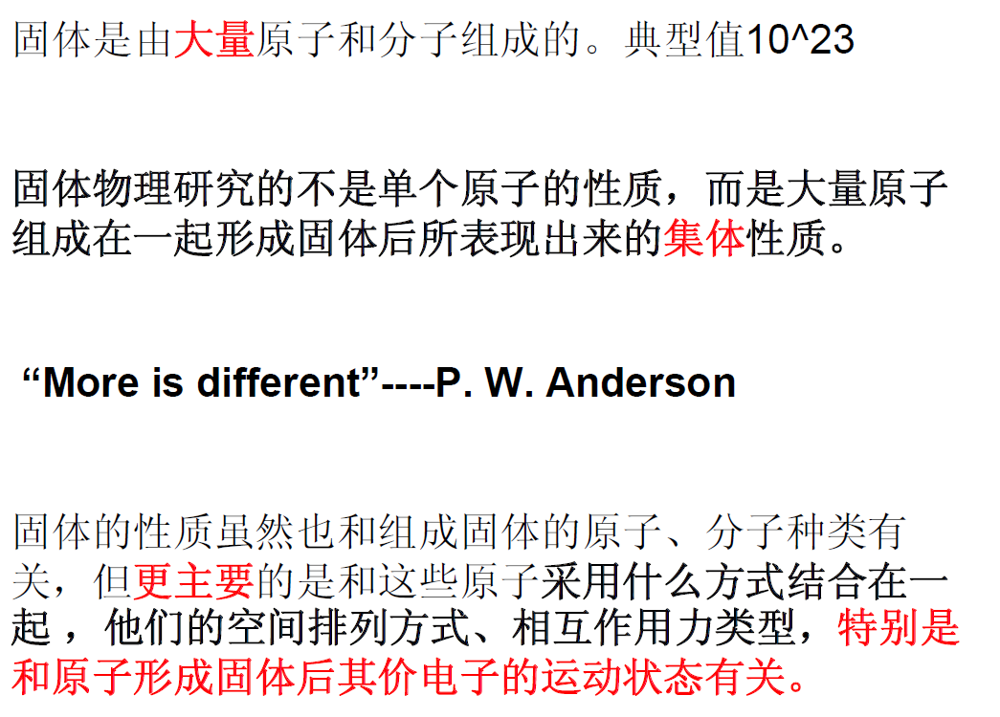 固体是由大量原子和分子组成的。典型值10^23
固体物理研究的不是单个原子的性质，而是大量原子
组成在一起形成固体后所表现出来的集体性质。
“More is different”----P. W. Anderson
固体的性质虽然也和组成固体的原子、分子种类有
关，但更主要的是和这些原子采用什么方式结合在一
起 ，他们的空间排列方式、相互作用力类型，特别是
和原子形成固体后其价电子的运动状态有关。